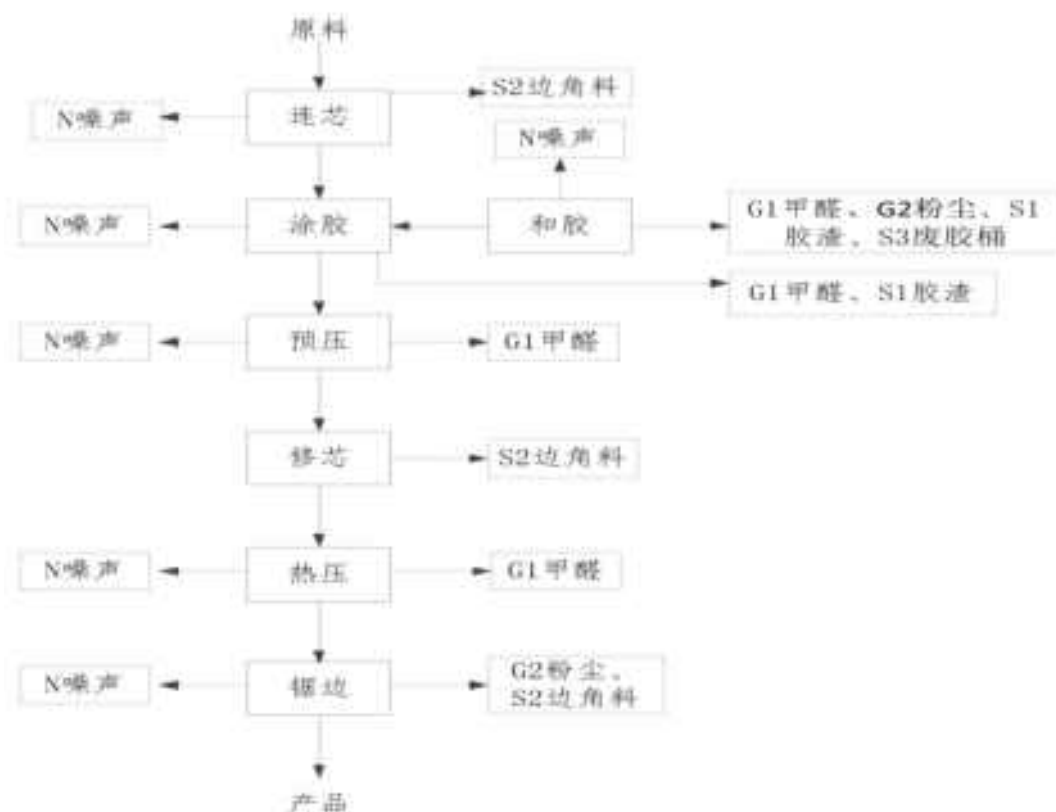 原料
S2边角料
N噪声
连芯
N噪声
N噪声
涂胶
和胶
G1甲醛、G2粉尘、S1
胶渣、S3废胶桶
G1甲醛、S1胶渣
N噪声
预压
G1甲醛
修芯
S2边角料
N噪声
热压
G1甲醛
N噪声
锯边
G2粉尘、
S2边角料
产品